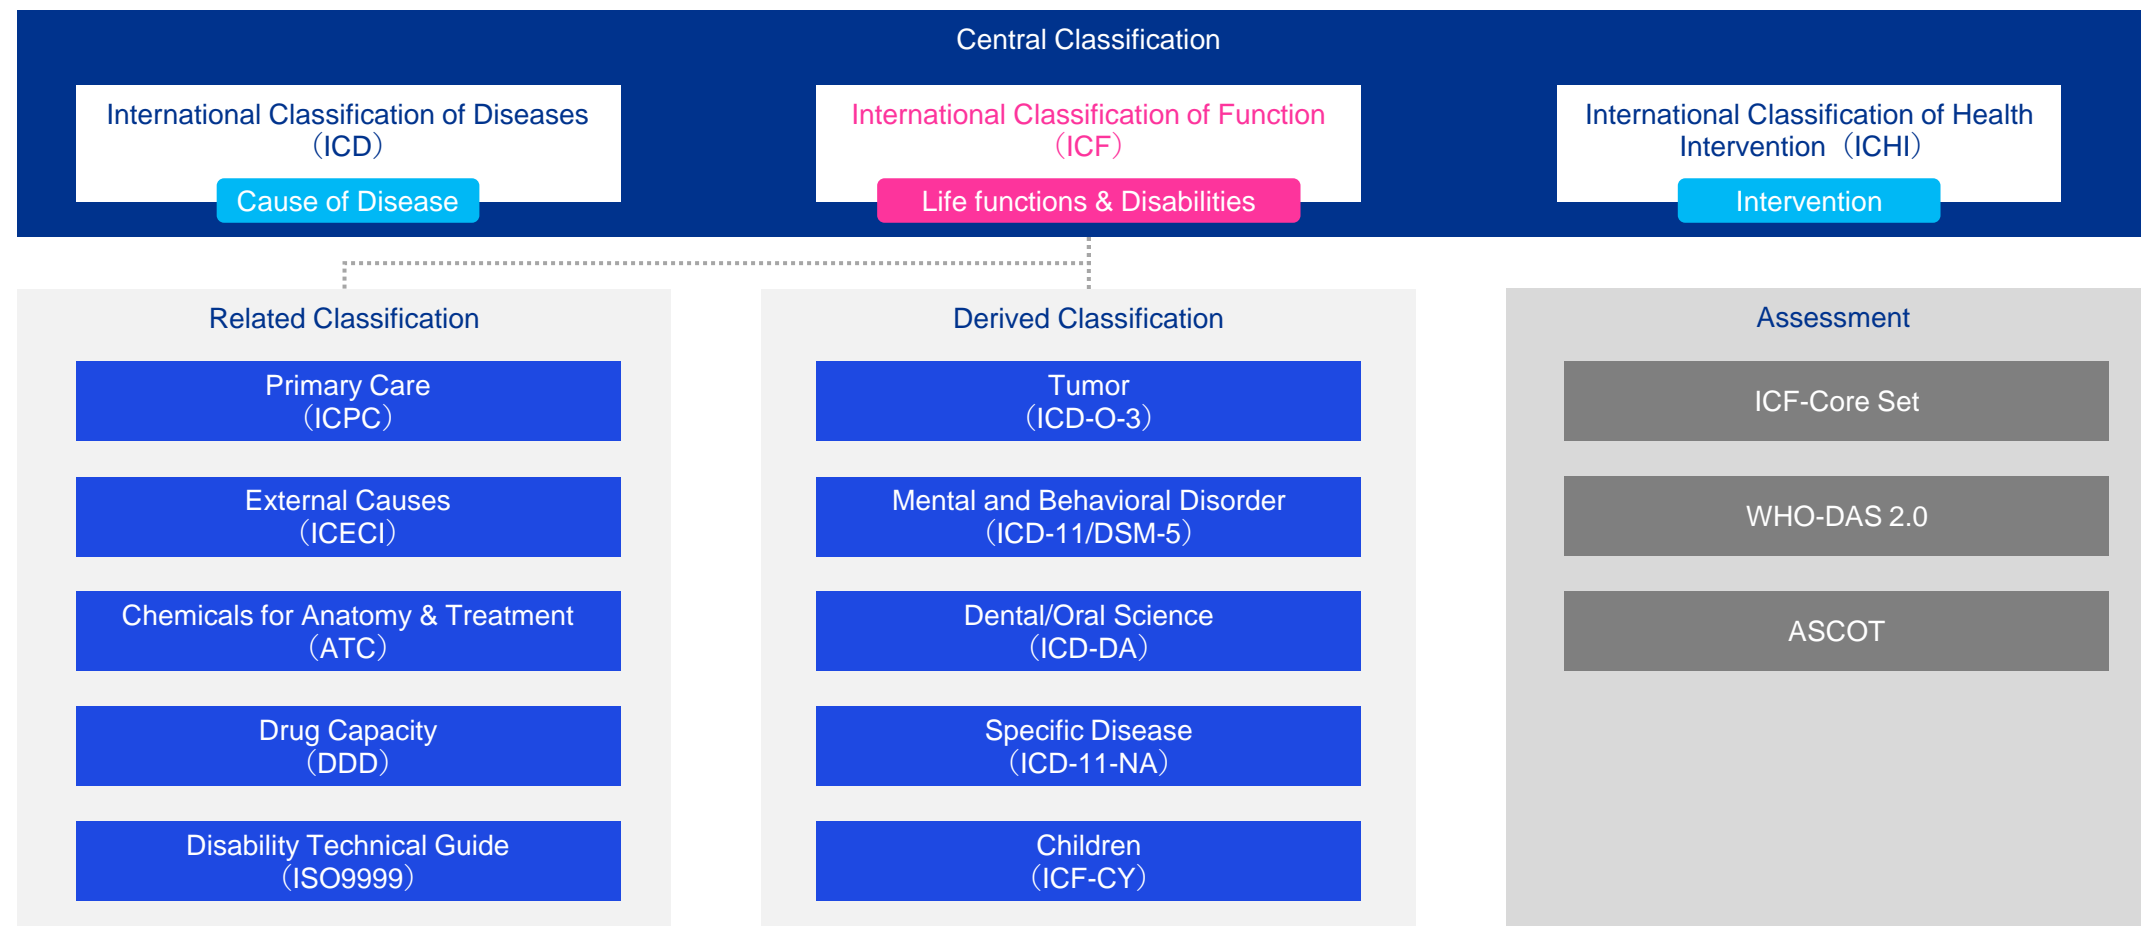 Central Classification
International Classification of Diseases
（ICD）
Cause of Disease
International Classification of Function
（ICF）
Life functions & Disabilities
International Classification of Health
Intervention（ICHI）
Intervention
Related Classification
Primary Care
（ICPC）
External Causes
（ICECI）
Chemicals for Anatomy & Treatment
（ATC）
Drug Capacity
（DDD）
Disability Technical Guide
（ISO9999）
Derived Classification
Tumor
（ICD-O-3）
Mental and Behavioral Disorder
（ICD-11/DSM-5）
Dental/Oral Science
（ICD-DA）
Specific Disease
（ICD-11-NA）
Children
（ICF-CY）
Assessment
ICF-Core Set
WHO-DAS 2.0
ASCOT